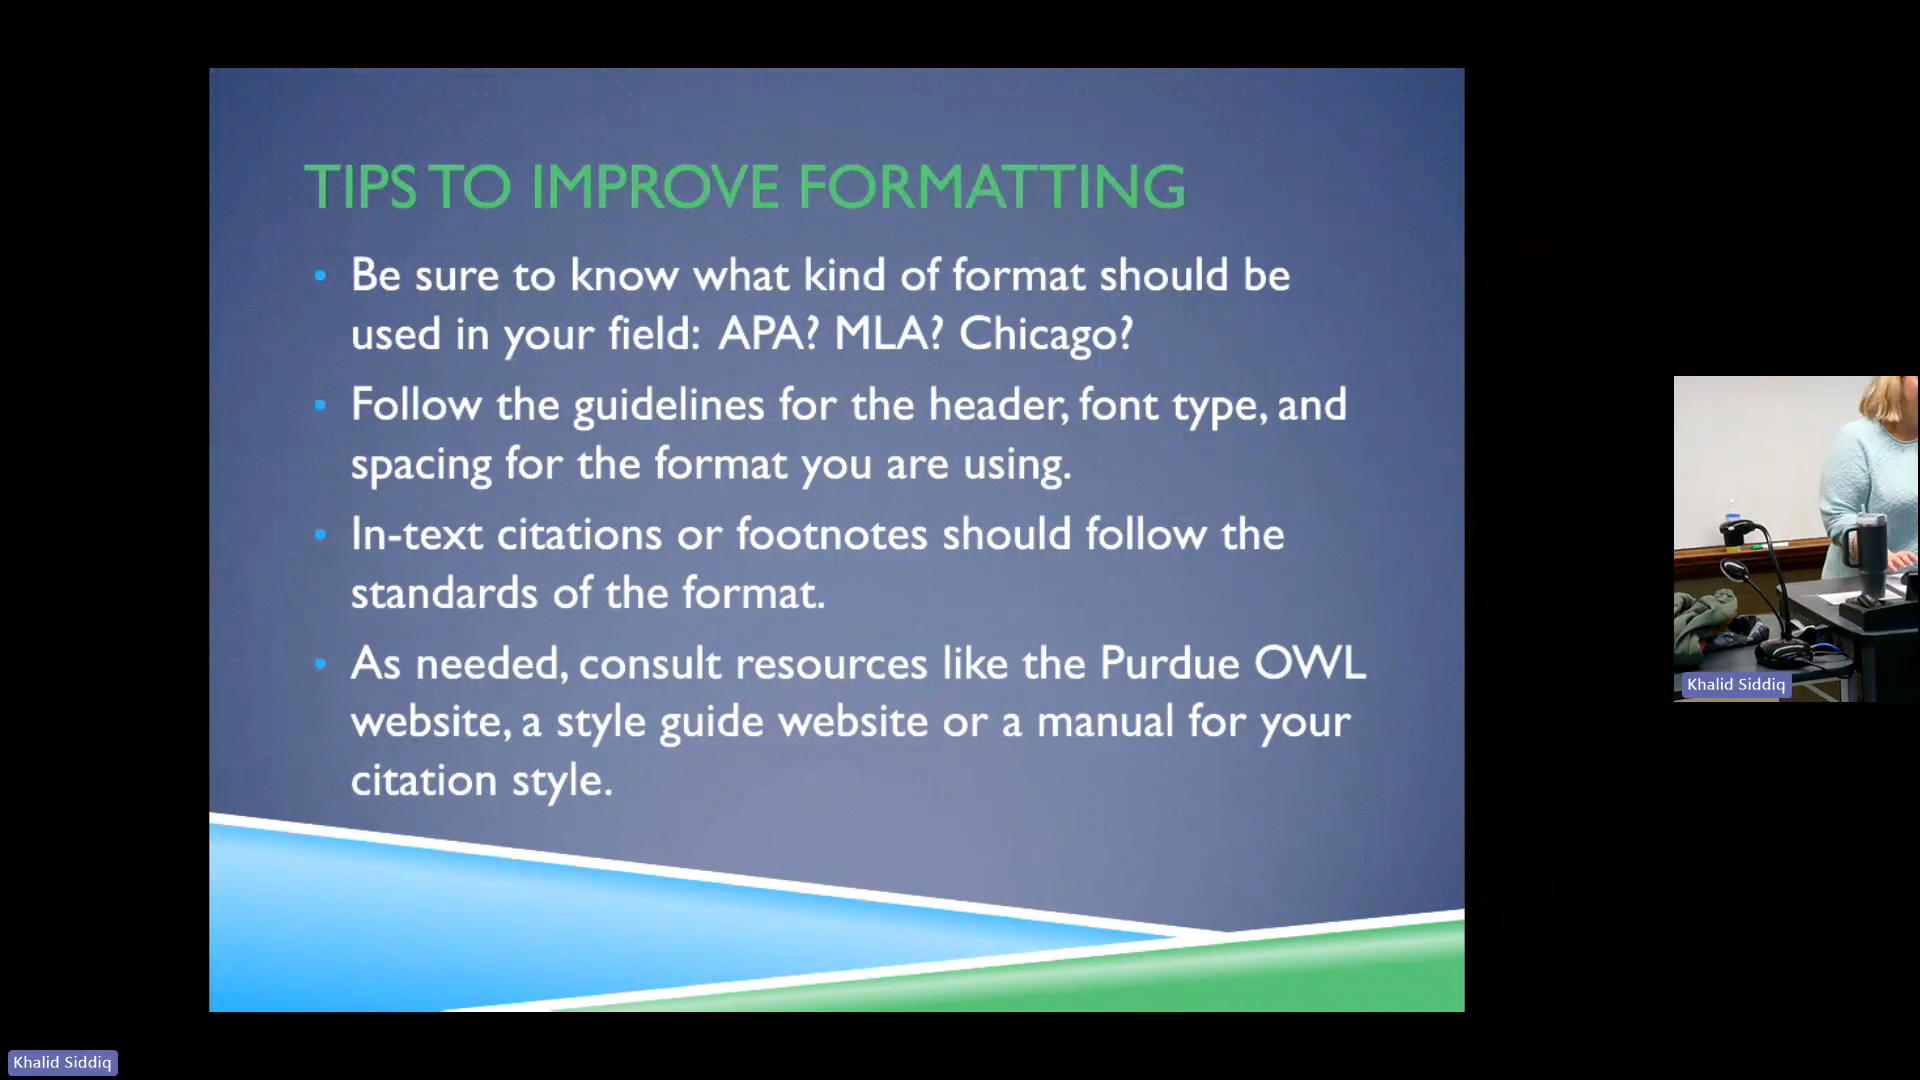 TIPS TO IMPROVE FORMATTING
• Be sure to know what kind of format should be
used in your field:  APA? MLA? Chicago?
• Follow the guidelines for the header, font type, and
spacing for the format you are using.
• In-text citations or footnotes should follow the
standards of the format.
• As needed, consult resources like the Purdue OWL
website, a style guide website or a manual for your
citation style.
Khalid Siddiq
Khalid Siddiq